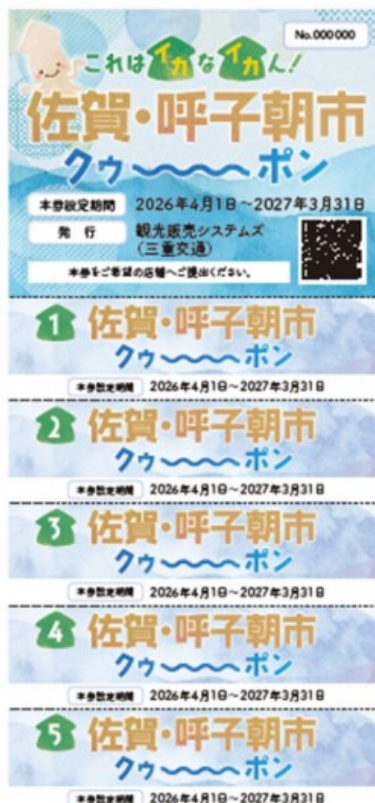 No.000000
これはイカなイカん!
佐賀・呼子朝市
クゥ〜〜〜ポン
本券設定期間 2026年4月1日〜2027年3月31日
発行 観光販売システムズ
(三重交通)
本券をご希望の店舗へご提出ください。
1 佐賀・呼子朝市
クゥ〜〜〜ポン
本券設定期間 2026年4月1日〜2027年3月31日
2 佐賀・呼子朝市
クゥ〜〜〜ポン
本券設定期間 2026年4月1日〜2027年3月31日
3 佐賀・呼子朝市
クゥ〜〜〜ポン
本券設定期間 2026年4月1日〜2027年3月31日
4 佐賀・呼子朝市
クゥ〜〜〜ポン
本券設定期間 2026年4月1日〜2027年3月31日
5 佐賀・呼子朝市
クゥ〜〜〜ポン
本券設定期間 2026年4月1日〜2027年3月31日